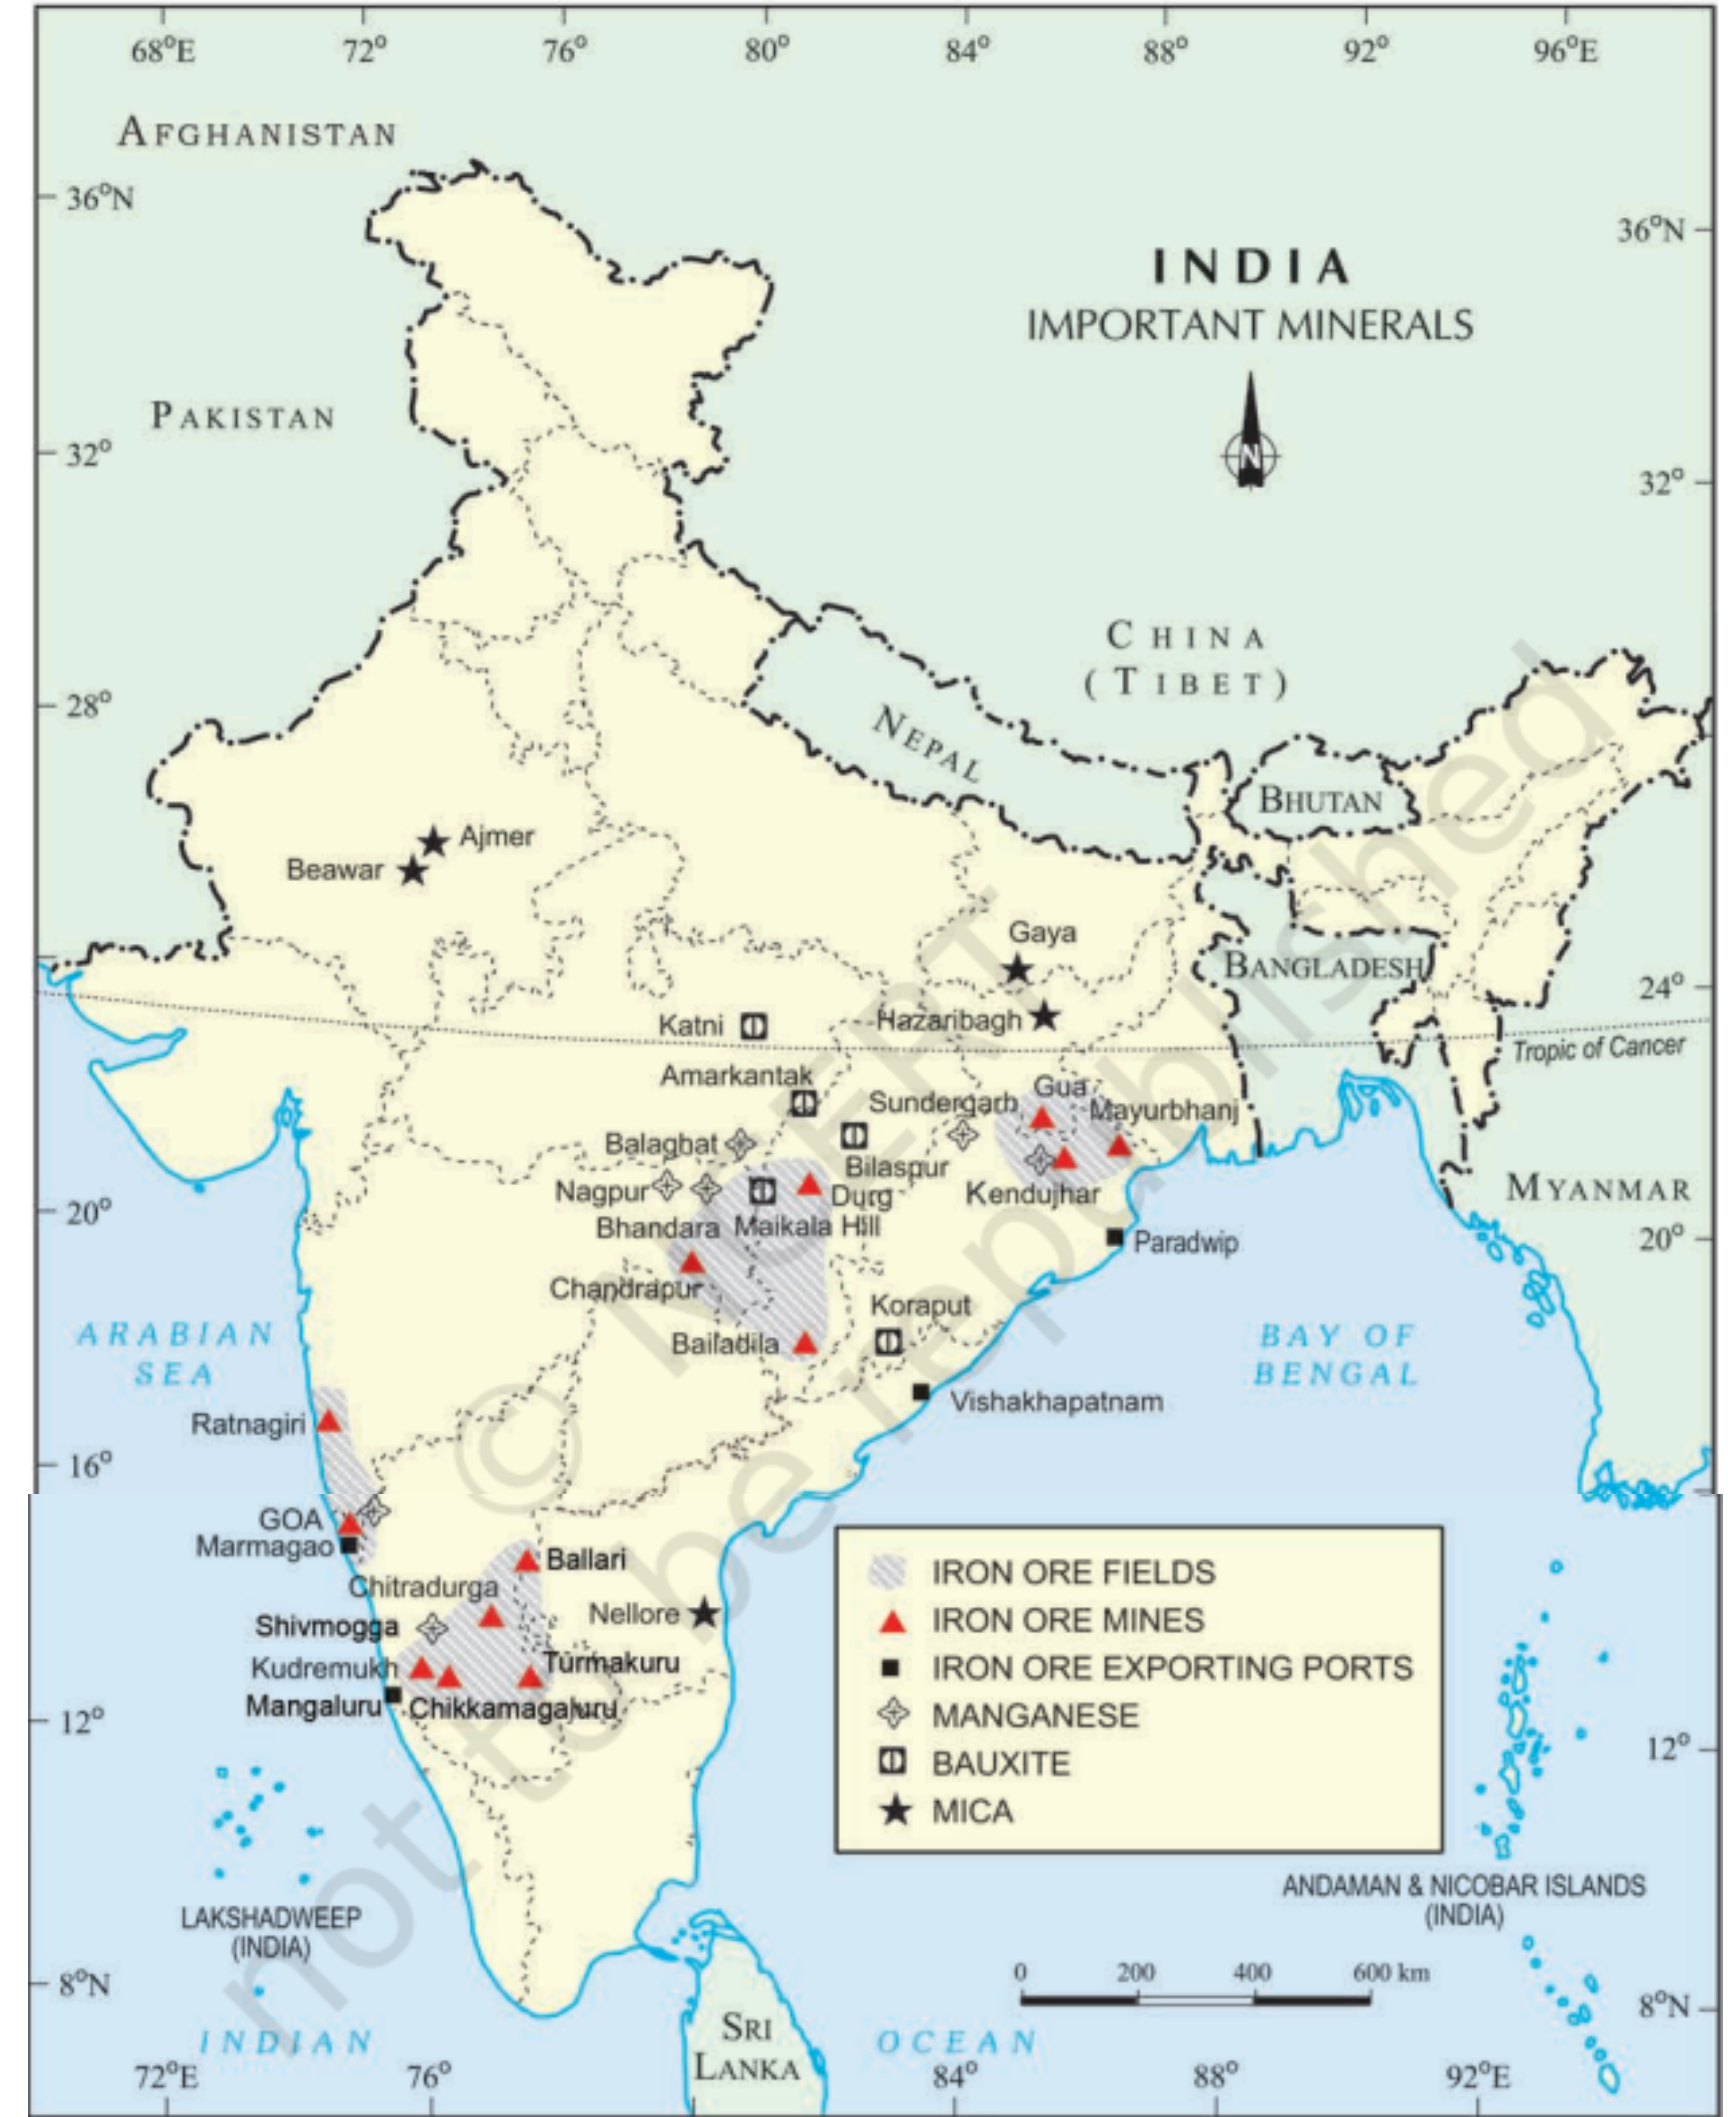 68°E 72° 76° 80° 84° 88° 92° 96°E
AFGHANISTAN
36°N
36°N
INDIA
IMPORTANT MINERALS
N
PAKISTAN
32°
32°
CHINA
(TIBET)
28°
NEPAL
BHUTAN
Ajmer
Beawar
Gaya
BANGLADESH
24°
Katni
Hazaribagh
Tropic of Cancer
Amarkantak
Gua
Sundergarh
Mayurbhanj
Balaghat
Bilaspur
Nagpur
Durg
Kendujhar
MYANMAR
20°
Bhandara
Maikala Hill
Paradwip
20°
Chandrapur
Koraput
ARABIAN
SEA
Bailadila
BAY OF
BENGAL
Vishakhapatnam
Ratnagiri
16°
GOA
Marmagao
Ballari
Chitradurga
Nellore
Shivmogga
Kudremukh
Turmakuru
Mangaluru
Chikkamagaluru
12°
IRON ORE FIELDS
IRON ORE MINES
IRON ORE EXPORTING PORTS
MANGANESE
BAUXITE
MICA
12°
LAKSHADWEEP
(INDIA)
ANDAMAN & NICOBAR ISLANDS
(INDIA)
0 200 400 600 km
8°N
8°N
SRI
LANKA
INDIAN OCEAN
72°E 76° 84° 88° 92°E
© NCERT
not to be republished